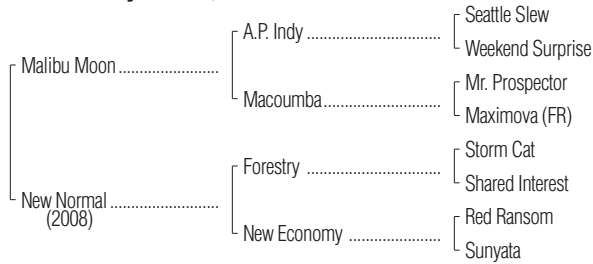 Seattle Slew
A.P. Indy ..............................
Weekend Surprise
Malibu Moon ......................
Mr. Prospector
Macoumba...........................
Maximova (FR)
Storm Cat
Forestry ..............................
Shared Interest
New Normal ........................
(2008)
Red Ransom
New Economy ....................
Sunyata